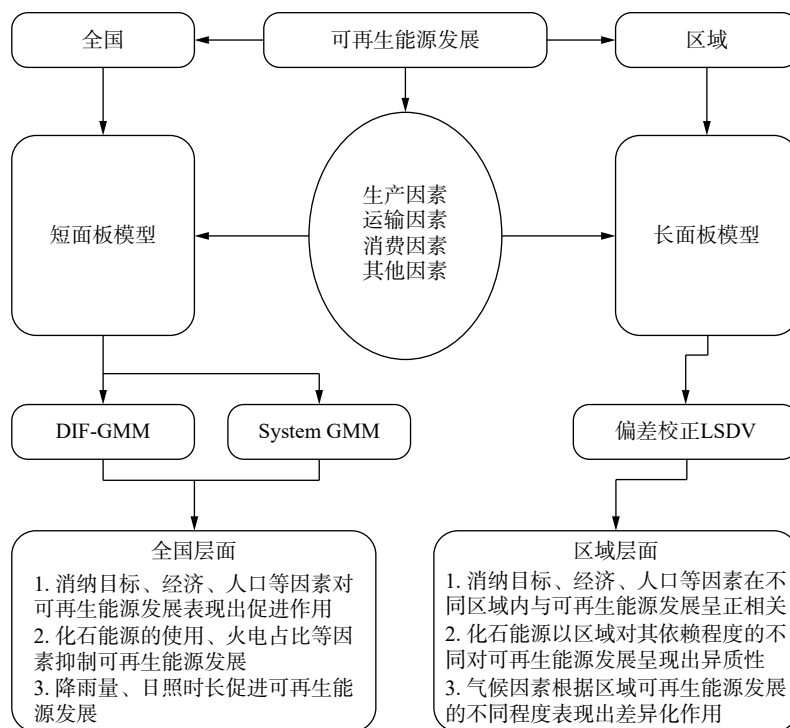 全国
可再生能源发展
区域
短面板模型
生产因素
运输因素
消费因素
其他因素
长面板模型
DIF-GMM
System GMM
偏差校正LSDV
全国层面
1. 消纳目标、经济、人口等因素对
可再生能源发展表现出促进作用
2. 化石能源的使用、火电占比等因
素抑制可再生能源发展
3. 降雨量、日照时长促进可再生能
源发展
区域层面
1. 消纳目标、经济、人口等因素在不
同区域内与可再生能源发展呈正相关
2. 化石能源以区域对其依赖程度的不
同对可再生能源发展呈现出异质性
3. 气候因素根据区域可再生能源发展
的不同程度表现出差异化作用